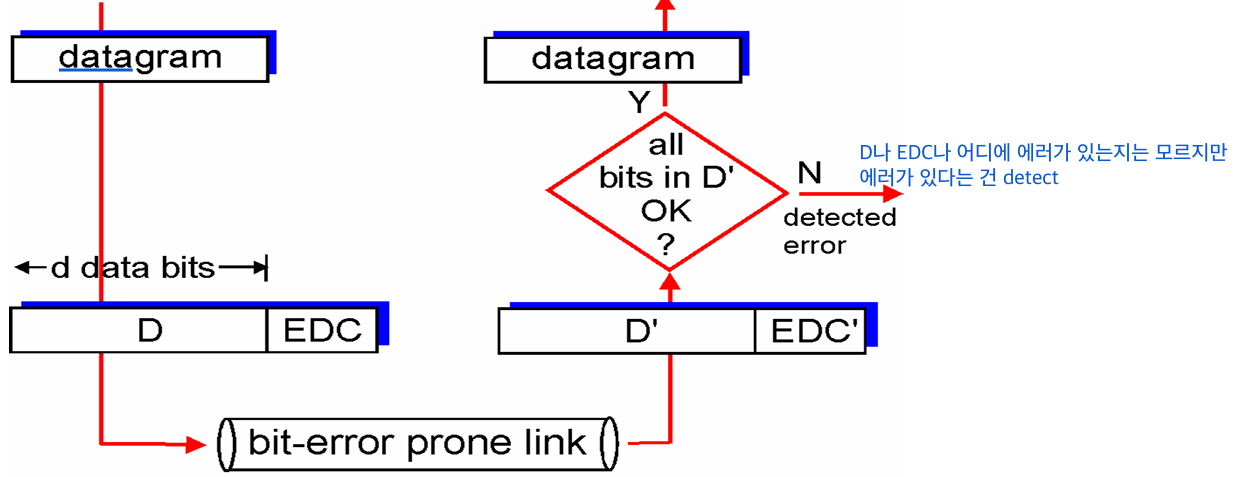 datagram
datagram
Y
all
bits in D'
OK
?
N
D나 EDC나 어디에 에러가 있는지는 모르지만
에러가 있다는 건 detect
detected
error
d data bits
D
EDC
D'
EDC'
bit-error prone link